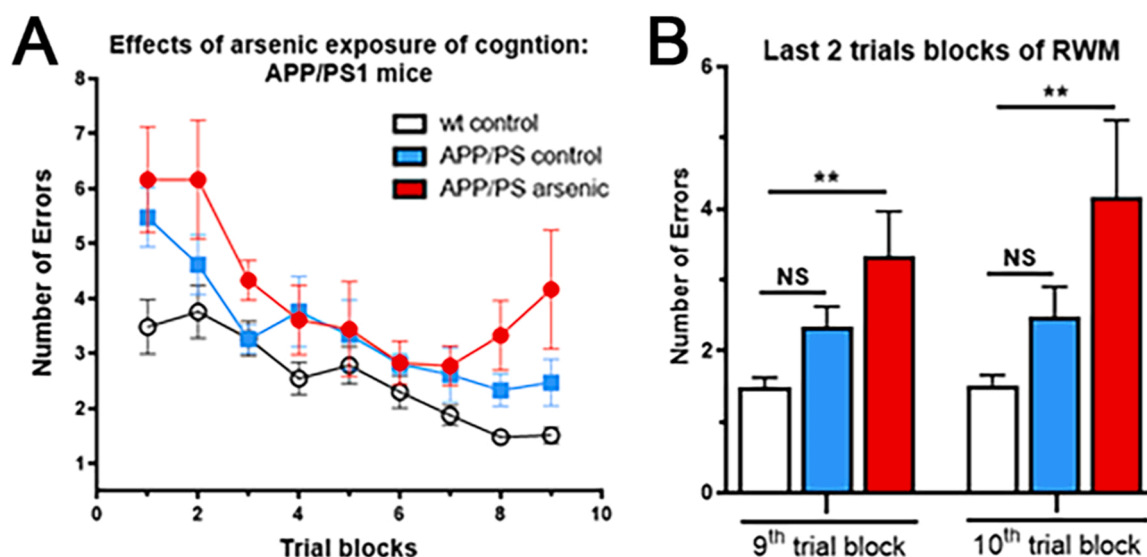 A
Effects of arsenic exposure of cogntion:
APP/PS1 mice
wt control
APP/PS control
APP/PS arsenic
Number of Errors
8
7
6
5
4
3
2
1
0 2 4 6 8 10
Trial blocks
B
Last 2 trials blocks of RWM
Number of Errors
6
4
2
0
**
NS
**
NS
9th trial block
10th trial block